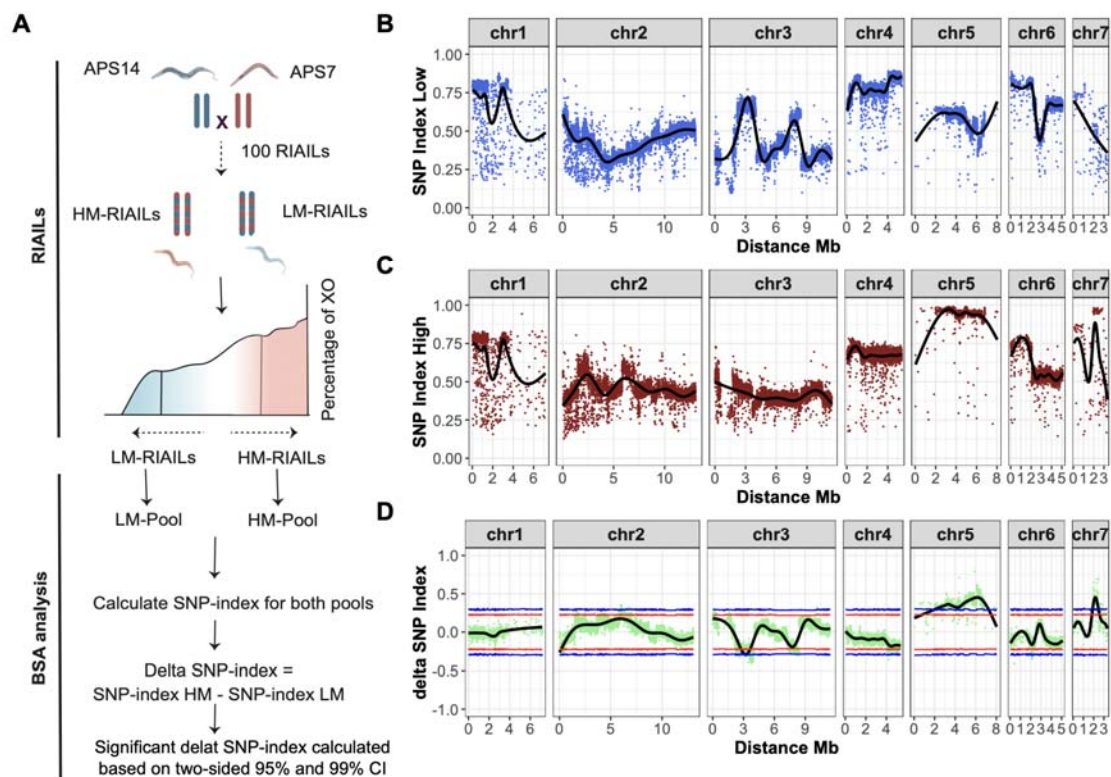 A
APS14
APS7
X
100 RIAILs
HM-RIAILs
LM-RIAILs
RIAILs
Percentage of XO
LM-RIAILs
HM-RIAILs
LM-Pool
HM-Pool
BSA analysis
Calculate SNP-index for both pools
Delta SNP-index =
SNP-index HM - SNP-index LM
Significant delat SNP-index calculated
based on two-sided 95% and 99% CI
B
chr1 chr2 chr3 chr4 chr5 chr6 chr7
SNP Index Low
1.00
0.75
0.50
0.25
0.00
0 2 4 6 0 5 10 0 3 6 9 0 1 2 3 4 5 0 2 4 6 8 0 1 2 3 4 5 0 1 2 3
Distance Mb
C
chr1 chr2 chr3 chr4 chr5 chr6 chr7
SNP Index High
1.00
0.75
0.50
0.25
0.00
0 2 4 6 0 5 10 0 3 6 9 0 1 2 3 4 5 0 2 4 6 8 0 1 2 3 4 5 0 1 2 3
Distance Mb
D
chr1 chr2 chr3 chr4 chr5 chr6 chr7
delta SNP Index
1.0
0.5
0.0
-0.5
-1.0
0 2 4 6 0 5 10 0 3 6 9 0 1 2 3 4 5 0 2 4 6 8 0 1 2 3 4 5 0 1 2 3
Distance Mb